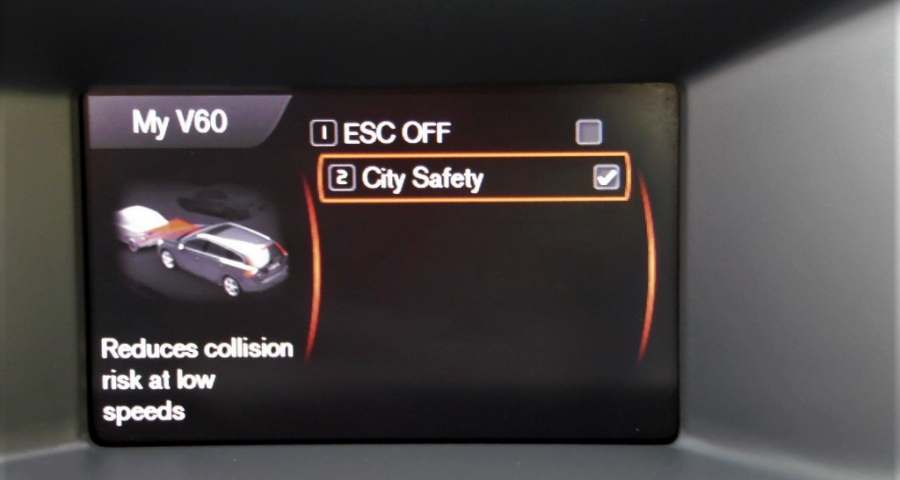 My V60
1 ESC OFF
2 City Safety
Reduces collision
risk at low
speeds